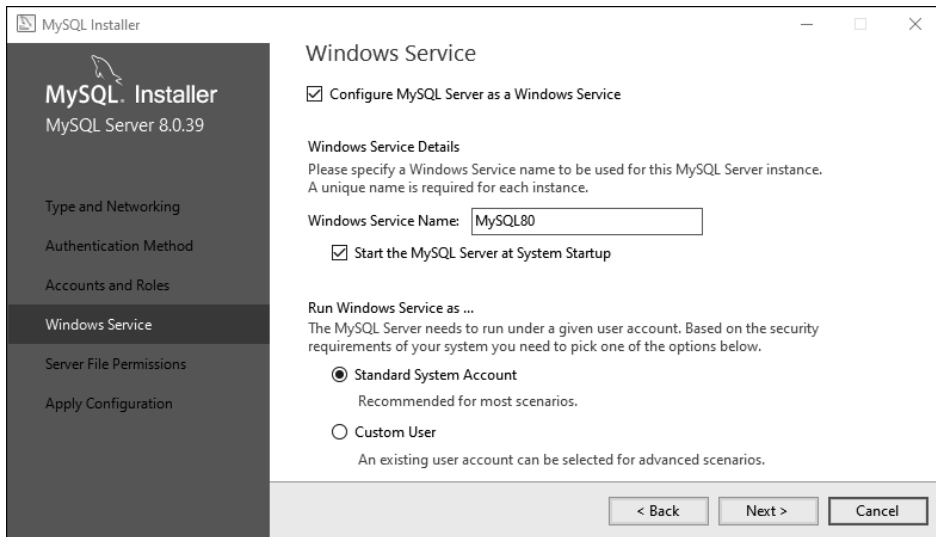 MySQL Installer
MySQL. Installer
MySQL Server 8.0.39
Type and Networking
Authentication Method
Accounts and Roles
Windows Service
Server File Permissions
Apply Configuration
Windows Service
Configure MySQL Server as a Windows Service
Windows Service Details
Please specify a Windows Service name to be used for this MySQL Server instance.
A unique name is required for each instance.
Windows Service Name: MySQL80
Start the MySQL Server at System Startup
Run Windows Service as ...
The MySQL Server needs to run under a given user account. Based on the security
requirements of your system you need to pick one of the options below.
Standard System Account
Recommended for most scenarios.
Custom User
An existing user account can be selected for advanced scenarios.
< Back Next > Cancel